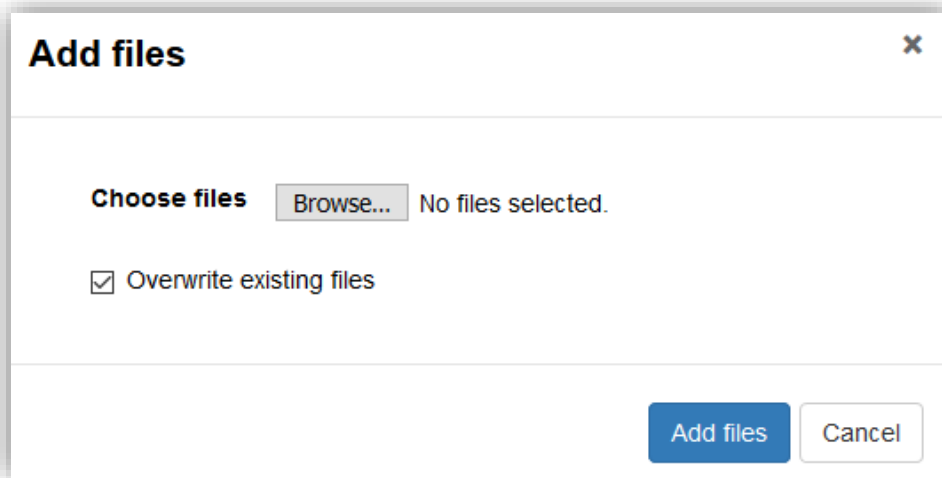 Add files ×
Choose files Browse... No files selected.
Overwrite existing files
Add files Cancel